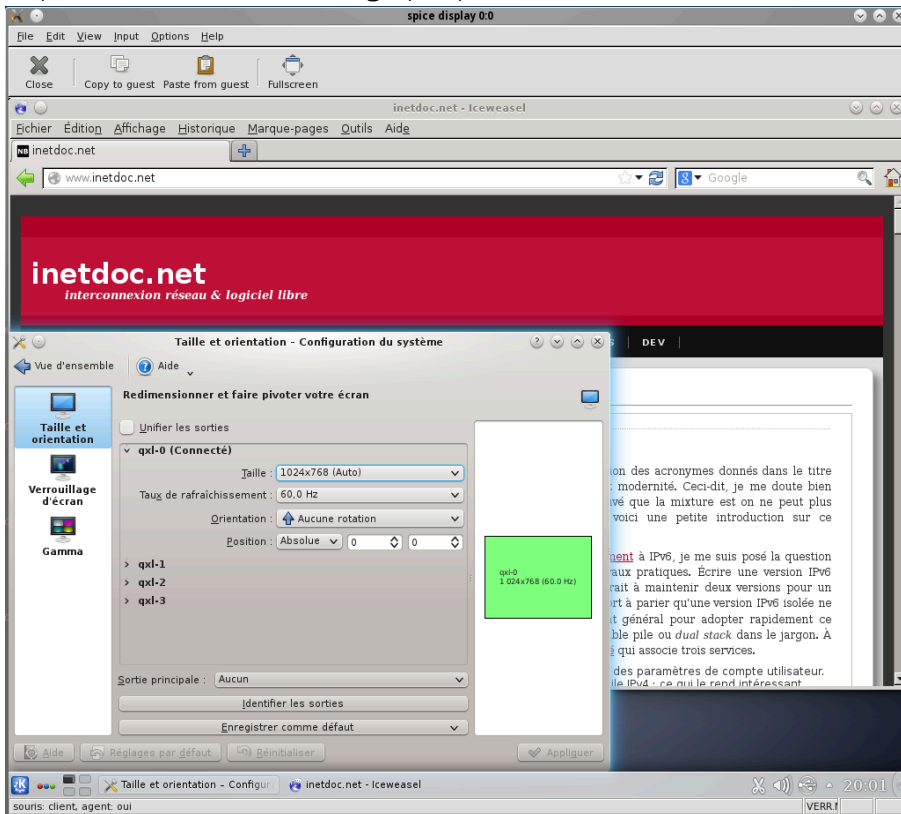 spice display 0:0
File Edit View Input Options Help
Close Copy to guest Paste from guest Fullscreen
inetdoc.net - Iceweasel
Fichier Édition Affichage Historique Marque-pages Outils Aide
NB inetdoc.net
www.inetdoc.net 8 Google
inetdoc.net
interconnexion réseau & logiciel libre
DEV
Taille et orientation - Configuration du système
Vue d'ensemble Aide
Redimensionner et faire pivoter votre écran
Taille et
orientation
Verrouillage
d'écran
Gamma
Unifier les sorties
qxl-0 (Connecté)
Taille : 1024x768 (Auto)
Taux de rafraîchissement : 60,0 Hz
Orientation : Aucune rotation
Position : Absolue 0 0
qxl-1
qxl-2
qxl-3
qxl-0
1 024x768 (60.0 Hz)
Sortie principale : Aucun
Identifier les sorties
Enregistrer comme défaut
Aide Réglages par défaut Réinitialiser Appliquer
des acronymes donnés dans le titre
modernité. Ceci-dit, je me doute bien
que la mixture est on ne peut plus
voici une petite introduction sur ce
à IPv6, je me suis posé la question
pratiques. Écrire une version IPv6
à maintenir deux versions pour un
à parier qu'une version IPv6 isolée ne
général pour adopter rapidement ce
pile ou dual stack dans le jargon. À
qui associe trois services.
des paramètres de compte utilisateur.
IPv4 : ce qui le rend intéressant
Taille et orientation - Configur inetdoc.net - Iceweasel 20:01
souris: client, agent: oui